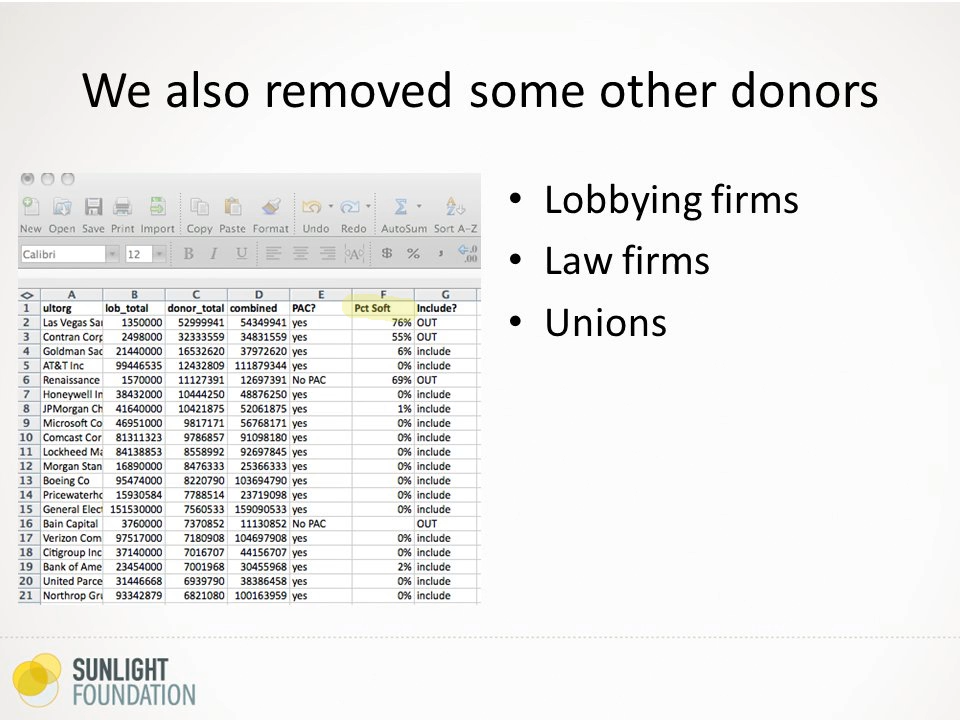 We also removed some other donors
• Lobbying firms
• Law firms
• Unions
New Open Save Print Import Copy Paste Format Undo Redo AutoSum Sort A-Z
Calibri 12 B I U $ %
A B C D E F G
1 ultorg lob_total donor_total combined PAC? Pct Soft Include?
2 Las Vegas Sa 1350000 52999941 54349941 yes 76% OUT
3 Contran Corp 2498000 32333559 34831559 yes 55% OUT
4 Goldman Sac 21440000 16532620 37972620 yes 6% include
5 AT&T Inc 99446535 12432809 111879344 yes 0% include
6 Renaissance 1570000 11127391 12697391 No PAC 69% OUT
7 Honeywell In 38432000 10444250 48876250 yes 0% include
8 JPMorgan Ch 41640000 10421875 52061875 yes 1% include
9 Microsoft Co 46951000 9817171 56768171 yes 0% include
10 Comcast Cor 81311323 9786857 91098180 yes 0% include
11 Lockheed Ma 84138853 8558992 92697845 yes 0% include
12 Morgan Stan 16890000 8476333 25366333 yes 0% include
13 Boeing Co 95474000 8220790 103694790 yes 0% include
14 Pricewaterho 15930584 7788514 23719098 yes 0% include
15 General Elec 151530000 7560533 159090533 yes 0% include
16 Bain Capital 3760000 7370852 11130852 No PAC OUT
17 Verizon Com 97517000 7180908 104697908 yes 0% include
18 Citigroup Inc 37140000 7016707 44156707 yes 0% include
19 Bank of Ame 23454000 7001968 30455968 yes 2% include
20 United Parce 31446668 6939790 38386458 yes 0% include
21 Northrop Gru 93342879 6821080 100163959 yes 0% include
SUNLIGHT
FOUNDATION